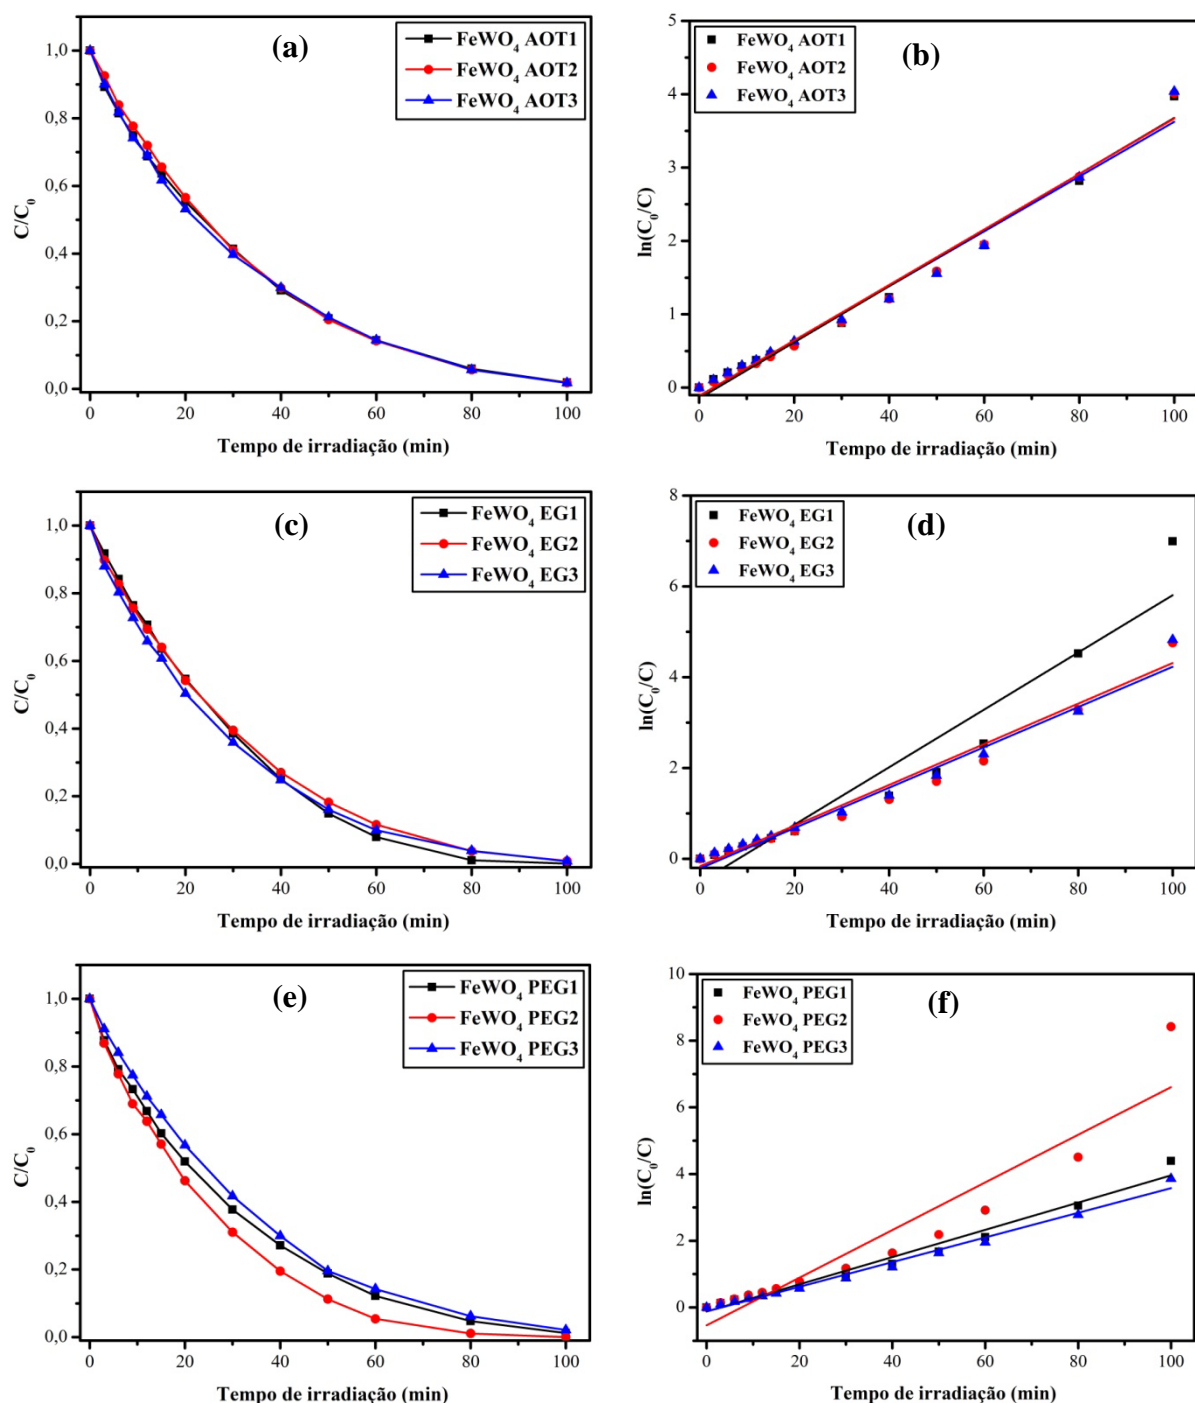 (a)
FeWO4 AOT1
FeWO4 AOT2
FeWO4 AOT3
1,0
0,8
0,6
0,4
0,2
0,0
C/C0
0 20 40 60 80 100
Tempo de irradiação (min)
(b)
FeWO4 AOT1
FeWO4 AOT2
FeWO4 AOT3
5
4
3
2
1
0
ln(C0/C)
0 20 40 60 80 100
Tempo de irradiação (min)
(c)
FeWO4 EG1
FeWO4 EG2
FeWO4 EG3
1,0
0,8
0,6
0,4
0,2
0,0
C/C0
0 20 40 60 80 100
Tempo de irradiação (min)
(d)
FeWO4 EG1
FeWO4 EG2
FeWO4 EG3
8
6
4
2
0
ln(C0/C)
0 20 40 60 80 100
Tempo de irradiação (min)
(e)
FeWO4 PEG1
FeWO4 PEG2
FeWO4 PEG3
1,0
0,8
0,6
0,4
0,2
0,0
C/C0
0 20 40 60 80 100
Tempo de irradiação (min)
(f)
FeWO4 PEG1
FeWO4 PEG2
FeWO4 PEG3
10
8
6
4
2
0
ln(C0/C)
0 20 40 60 80 100
Tempo de irradiação (min)